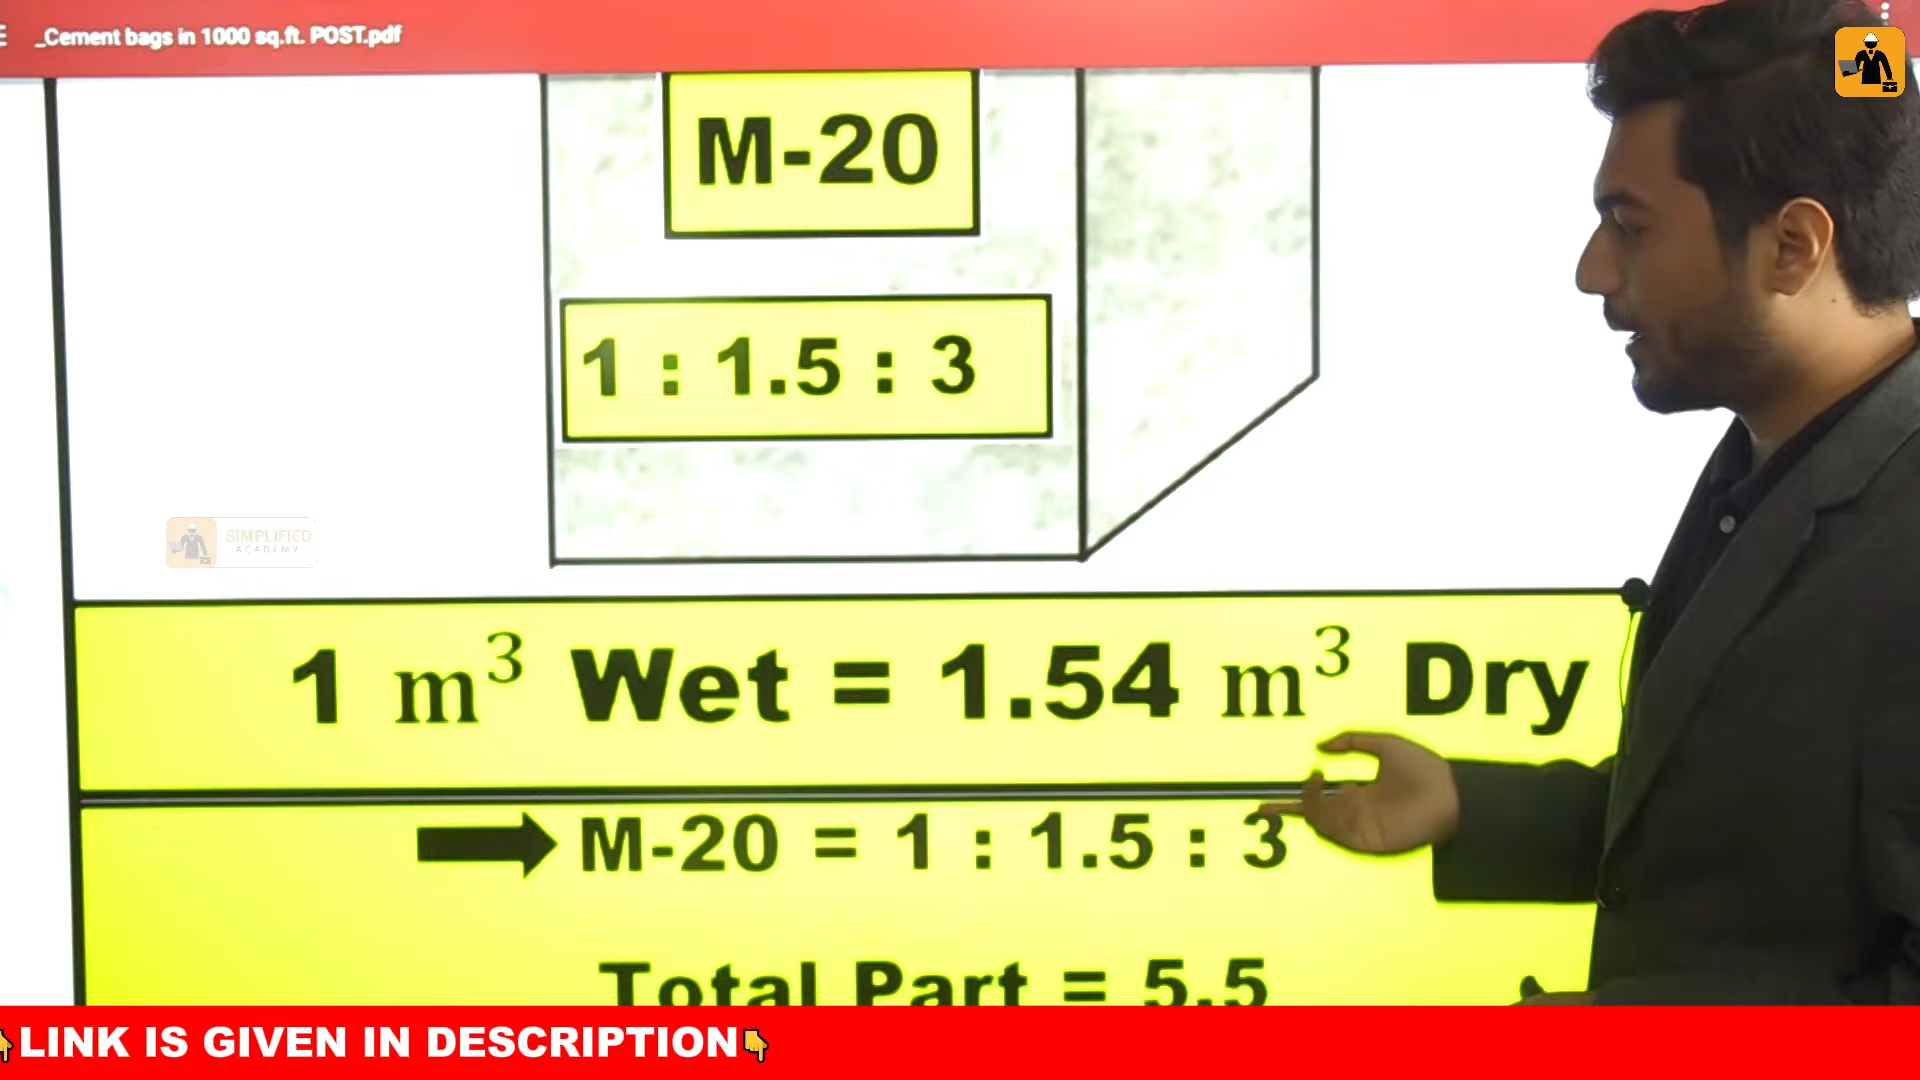 _Cement bags in 1000 sq.ft. POST.pdf
M-20
1 : 1.5 : 3
SIMPLIFIED
ACADEMY
1 m³ Wet = 1.54 m³ Dry
M-20 = 1 : 1.5 : 3
Total Part = 5.5
👇LINK IS GIVEN IN DESCRIPTION👇